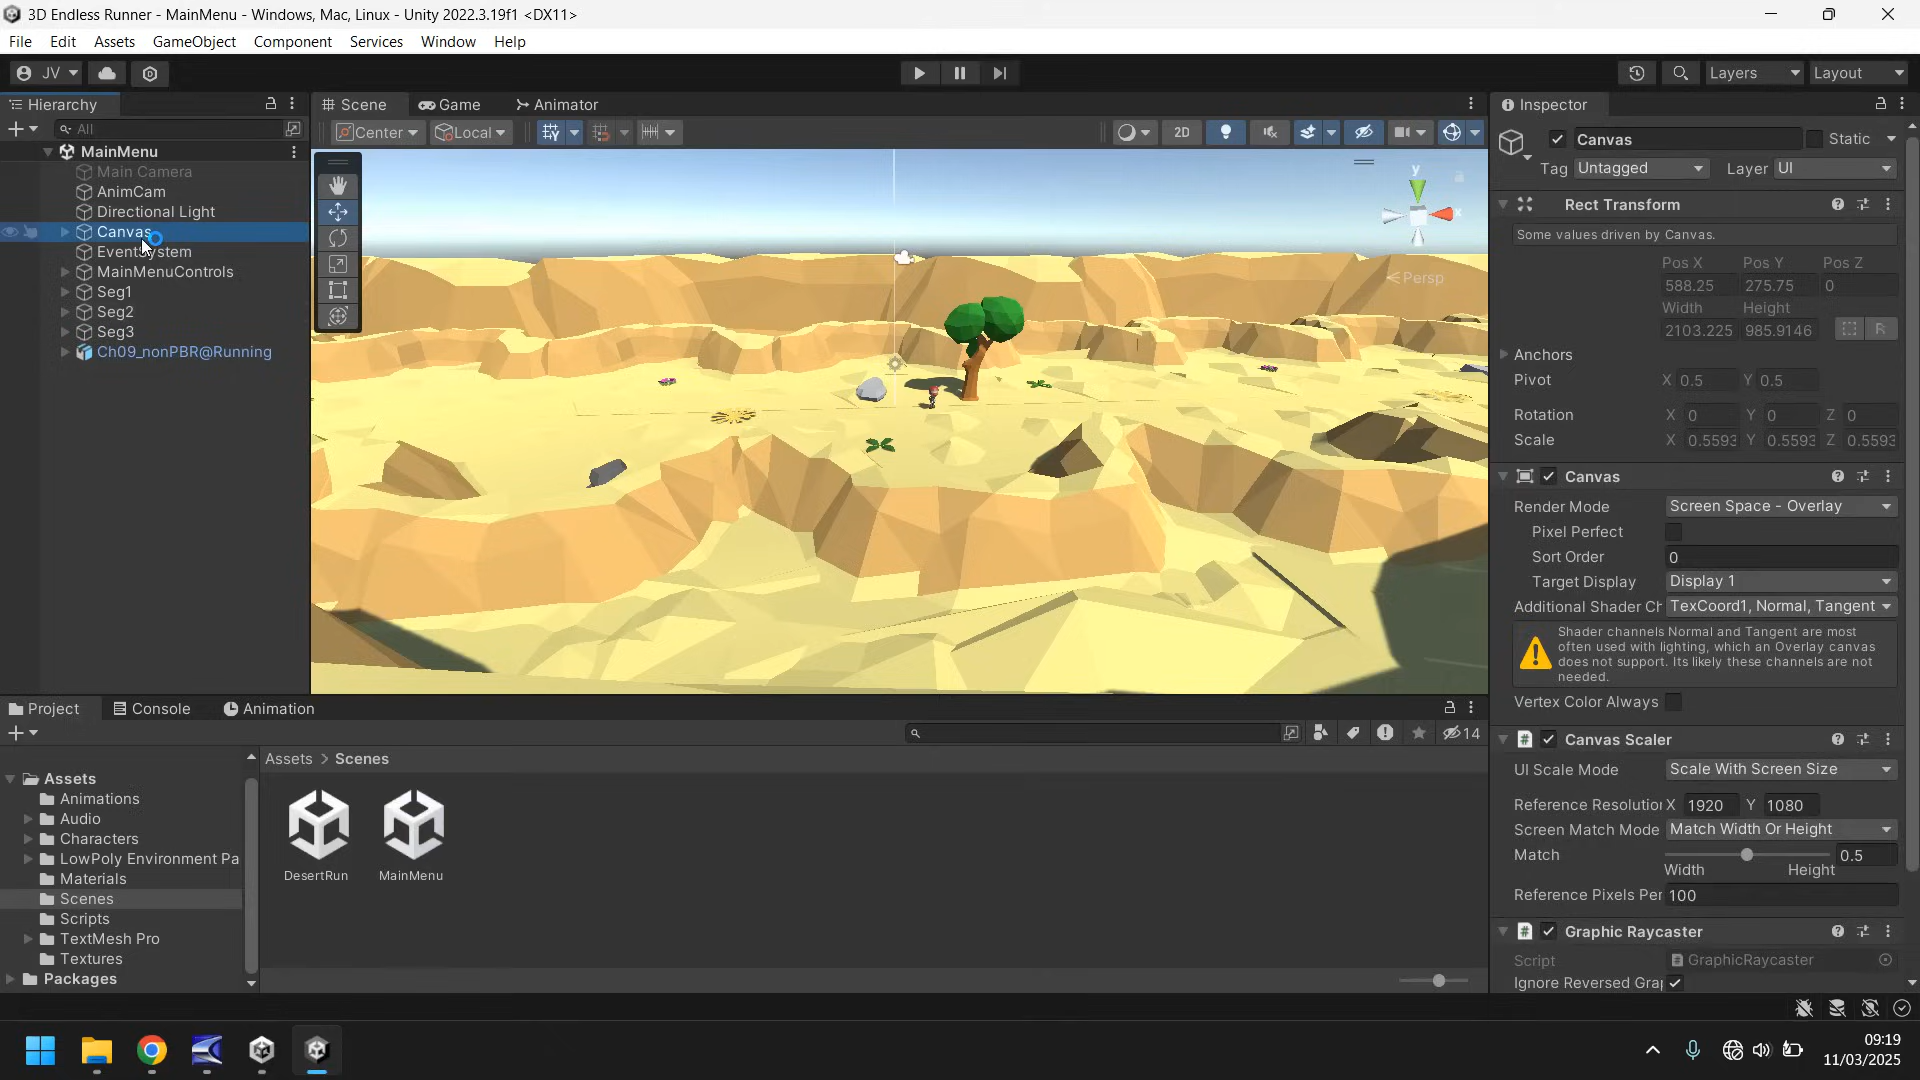 3D Endless Runner - MainMenu - Windows, Mac, Linux - Unity 2022.3.19f1 <DX11>
File Edit Assets GameObject Component Services Window Help
JV Layers Layout
Hierarchy
All
MainMenu
Main Camera
AnimCam
Directional Light
Canvas
EventSystem
MainMenuControls
Seg1
Seg2
Seg3
Ch09_nonPBR@Running
Scene Game Animator
Center Local 2D
y
x
Persp
Inspector
Canvas Static
Tag Untagged Layer UI
Rect Transform
Some values driven by Canvas.
Pos X Pos Y Pos Z
588.25 275.75 0
Width Height
2103.225 985.9146 R
Anchors
Pivot X 0.5 Y 0.5
Rotation X 0 Y 0 Z 0
Scale X 0.5593 Y 0.5593 Z 0.5593
Canvas
Render Mode Screen Space - Overlay
Pixel Perfect
Sort Order 0
Target Display Display 1
Additional Shader Ch TexCoord1, Normal, Tangent
Shader channels Normal and Tangent are most
often used with lighting, which an Overlay canvas
does not support. Its likely these channels are not
needed.
Vertex Color Always
Canvas Scaler
UI Scale Mode Scale With Screen Size
Reference Resolution X 1920 Y 1080
Screen Match Mode Match Width Or Height
Match 0.5
Width Height
Reference Pixels Per 100
Graphic Raycaster
Script GraphicRaycaster
Ignore Reversed Grap
Project Console Animation
14
Assets
Animations
Audio
Characters
LowPoly Environment Pa
Materials
Scenes
Scripts
TextMesh Pro
Textures
Packages
Assets > Scenes
DesertRun MainMenu
09:19
11/03/2025